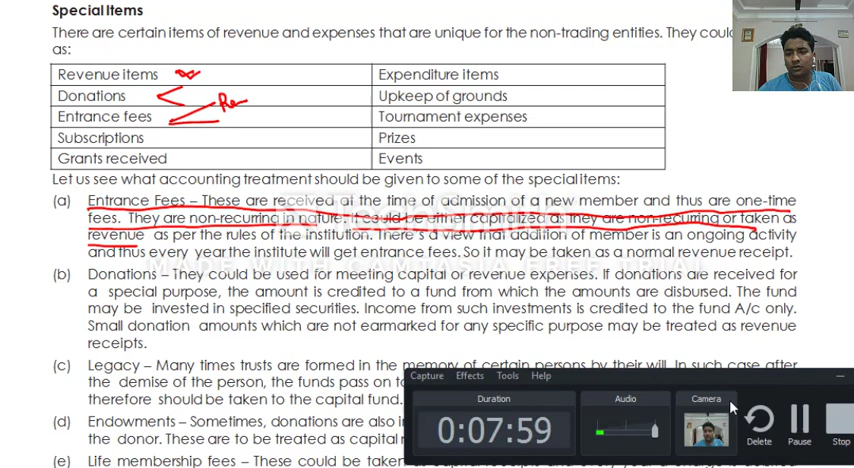 Special Items
There are certain items of revenue and expenses that are unique for the non-trading entities. They coul
as:
Revenue items Expenditure items
Donations Upkeep of grounds
Re
Entrance fees Tournament expenses
Subscriptions Prizes
Grants received Events
Let us see what accounting treatment should be given to some of the special items:
(a) Entrance Fees – These are received at the time of admission of a new member and thus are one-time
fees. They are non-recurring in nature. It could be either capitalized as they are non-recurring or taken as
revenue as per the rules of the institution. There's a view that addition of member is an ongoing activity
and thus every year the institute will get entrance fees. So it may be taken as a normal revenue receipt.
(b) Donations – They could be used for meeting capital or revenue expenses. If donations are received for
a special purpose, the amount is credited to a fund from which the amounts are disbursed. The fund
may be invested in specified securities. Income from such investments is credited to the fund A/c only.
Small donation amounts which are not earmarked for any specific purpose may be treated as revenue
receipts.
(c) Legacy – Many times trusts are formed in the memory of certain persons by their will. In such case after
the demise of the person, the funds pass on to
therefore should be taken to the capital fund.
(d) Endowments – Sometimes, donations are also i
the donor. These are to be treated as capital r
(e) Life membership fees – These could be taken
Capture Effects Tools Help
Duration Audio Camera
0:07:59
Delete Pause Stop